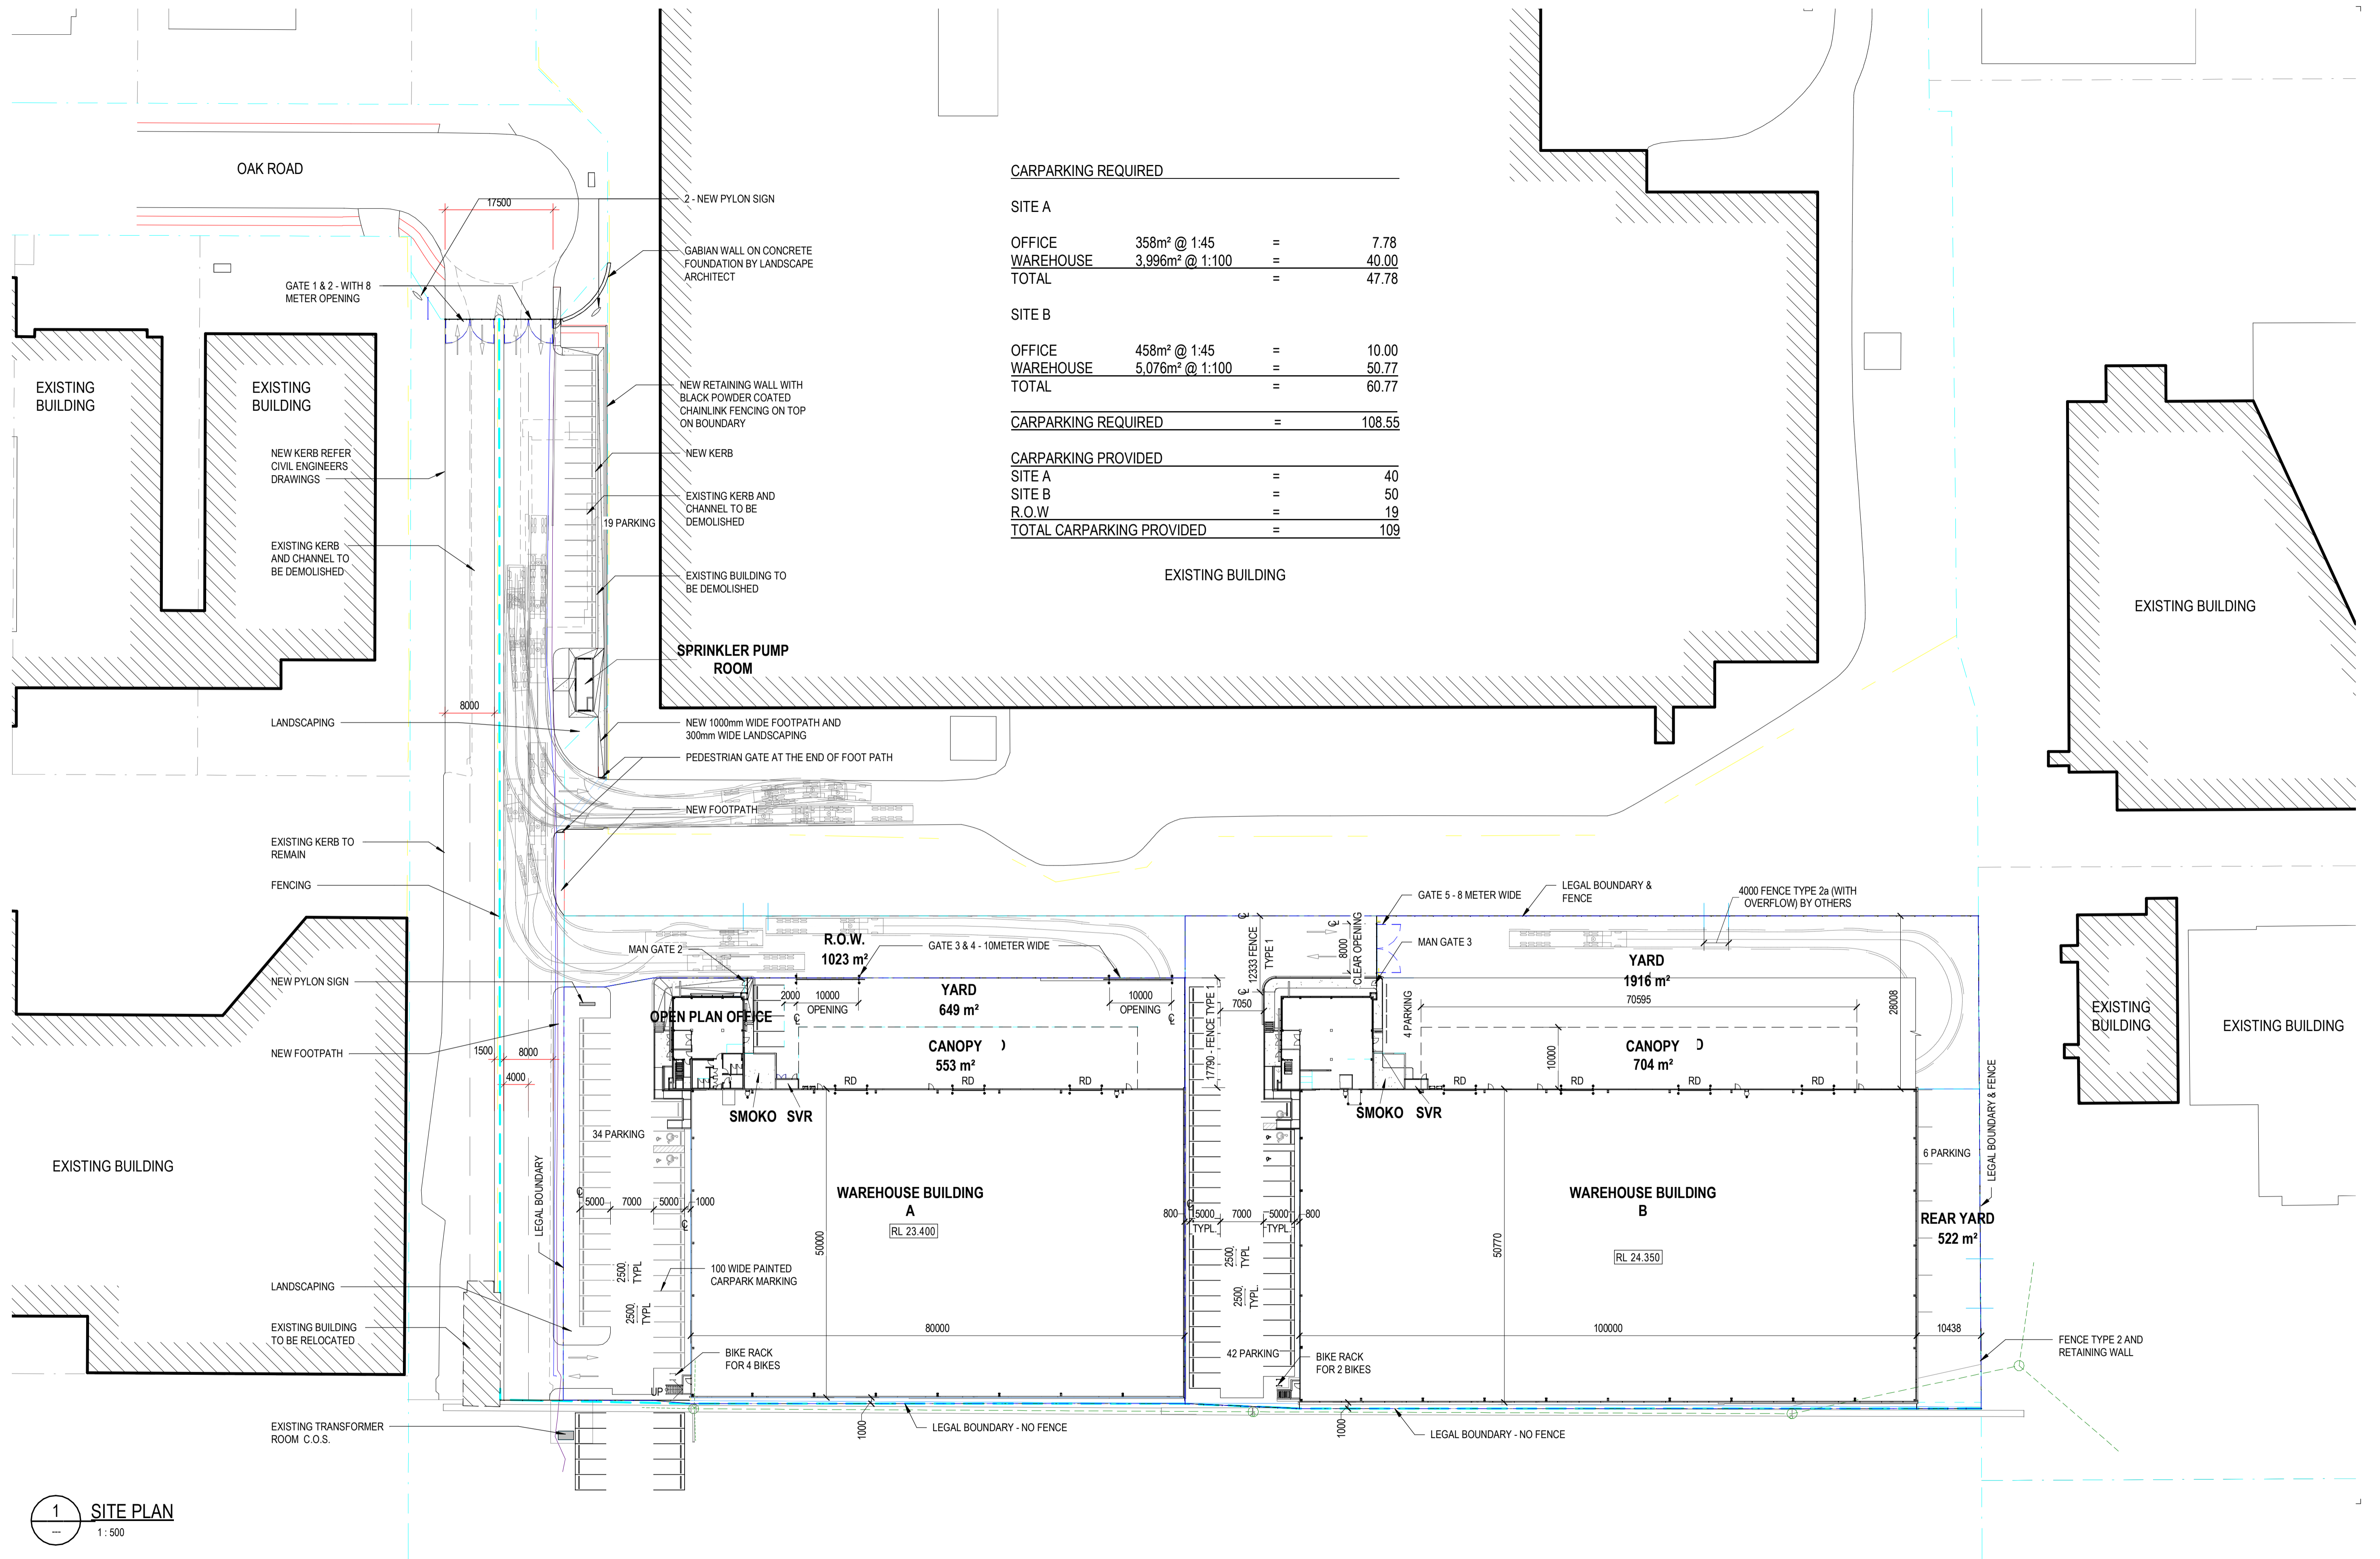 OAK ROAD
17500
2 - NEW PYLON SIGN
GABIAN WALL ON CONCRETE
FOUNDATION BY LANDSCAPE
ARCHITECT
GATE 1 & 2 - WITH 8
METER OPENING
CARPARKING REQUIRED
SITE A
OFFICE 358m² @ 1:45 = 7.78
WAREHOUSE 3,996m² @ 1:100 = 40.00
TOTAL 47.78
SITE B
OFFICE 458m² @ 1:45 = 10.00
WAREHOUSE 5,076m² @ 1:100 = 50.77
TOTAL = 60.77
CARPARKING REQUIRED = 108.55
CARPARKING PROVIDED
SITE A = 40
SITE B = 50
R.O.W = 19
TOTAL CARPARKING PROVIDED = 109
EXISTING BUILDING
EXISTING
BUILDING
EXISTING
BUILDING
NEW RETAINING WALL WITH
BLACK POWDER COATED
CHAINLINK FENCING ON TOP
ON BOUNDARY
NEW KERB REFER
CIVIL ENGINEERS
DRAWINGS
NEW KERB
EXISTING KERB AND
CHANNEL TO BE
DEMOLISHED
19 PARKING
EXISTING KERB
AND CHANNEL TO
BE DEMOLISHED
EXISTING BUILDING TO
BE DEMOLISHED
EXISTING BUILDING
SPRINKLER PUMP
ROOM
8000
LANDSCAPING
NEW 1000mm WIDE FOOTPATH AND
300mm WIDE LANDSCAPING
PEDESTRIAN GATE AT THE END OF FOOT PATH
NEW FOOTPATH
EXISTING KERB TO
REMAIN
FENCING
GATE 5 - 8 METER WIDE
LEGAL BOUNDARY &
FENCE
4000 FENCE TYPE 2a (WITH
OVERFLOW) BY OTHERS
MAN GATE 2
R.O.W.
1023 m²
GATE 3 & 4 - 10METER WIDE
12333 FENCE
TYPE 1
8000
CLEAR OPENING
MAN GATE 3
YARD
1916 m²
NEW PYLON SIGN
2000
10000
OPENING
YARD
649 m²
10000
OPENING
17790 - FENCE TYPE 1
7050
4 PARKING
70595
28008
OPEN PLAN OFFICE
EXISTING
BUILDING
EXISTING BUILDING
NEW FOOTPATH
1500
8000
4000
CANOPY
553 m²
CANOPY
704 m²
10000
RD
RD
RD
RD
RD
RD
RD
SMOKO
SVR
SMOKO
SVR
34 PARKING
LEGAL BOUNDARY
EXISTING BUILDING
5000
7000
5000
1000
WAREHOUSE BUILDING
A
RL 23.400
50000
800
5000
TYPL.
7000
5000
TYPL.
800
WAREHOUSE BUILDING
B
RL 24.350
50770
6 PARKING
LEGAL BOUNDARY & FENCE
REAR YARD
522 m²
2500
TYPL
2500
TYPL
100 WIDE PAINTED
CARPARK MARKING
2500
TYPL
2500
TYPL.
LANDSCAPING
EXISTING BUILDING
TO BE RELOCATED
80000
100000
10438
BIKE RACK
FOR 4 BIKES
42 PARKING
BIKE RACK
FOR 2 BIKES
FENCE TYPE 2 AND
RETAINING WALL
UP
EXISTING TRANSFORMER
ROOM C.O.S.
1000
LEGAL BOUNDARY - NO FENCE
1000
LEGAL BOUNDARY - NO FENCE
1
SITE PLAN
1 : 500